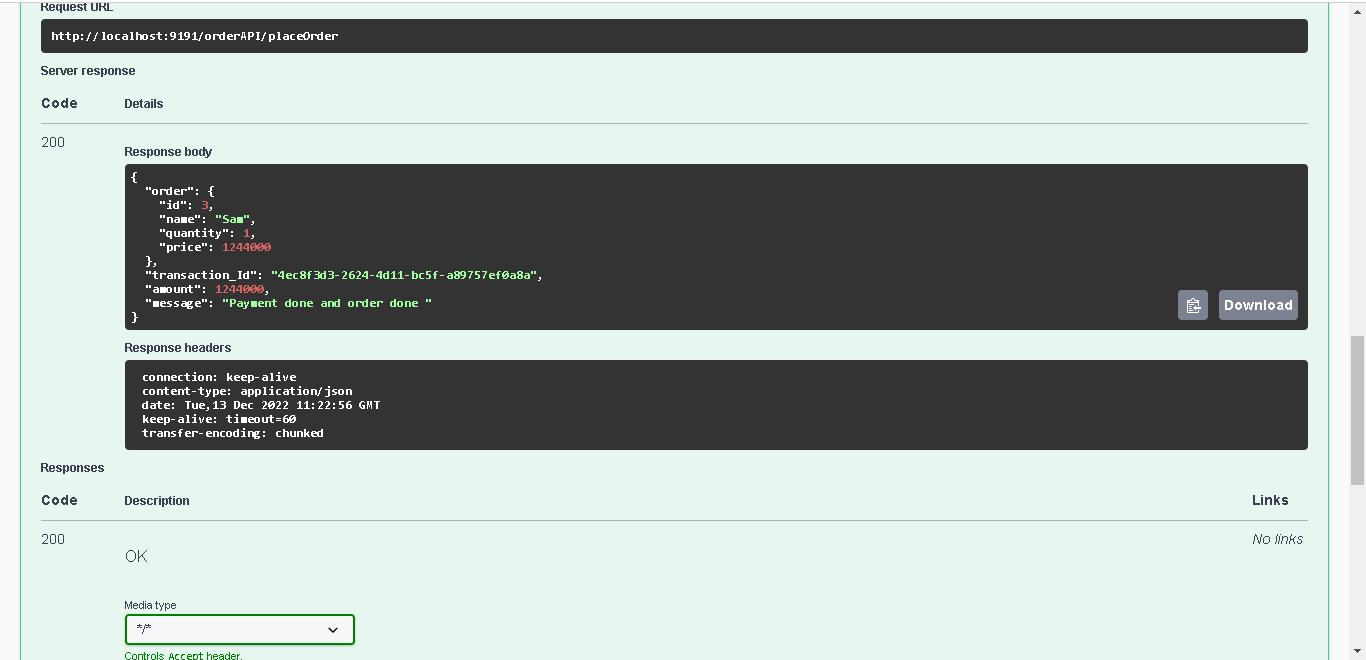 Request URL
http://localhost:9191/orderAPI/placeOrder
Server response
Code Details
200
Response body
{
"order": {
"id": 3,
"name": "Sam",
"quantity": 1,
"price": 1244000
},
"transaction_Id": "4ec8f3d3-2624-4d11-bc5f-a89757ef0a8a",
"amount": 1244000,
"message": "Payment done and order done "
}
Download
Response headers
connection: keep-alive
content-type: application/json
date: Tue,13 Dec 2022 11:22:56 GMT
keep-alive: timeout=60
transfer-encoding: chunked
Responses
Code Description Links
200 No links
OK
Media type
*/*
Controls Accept header.